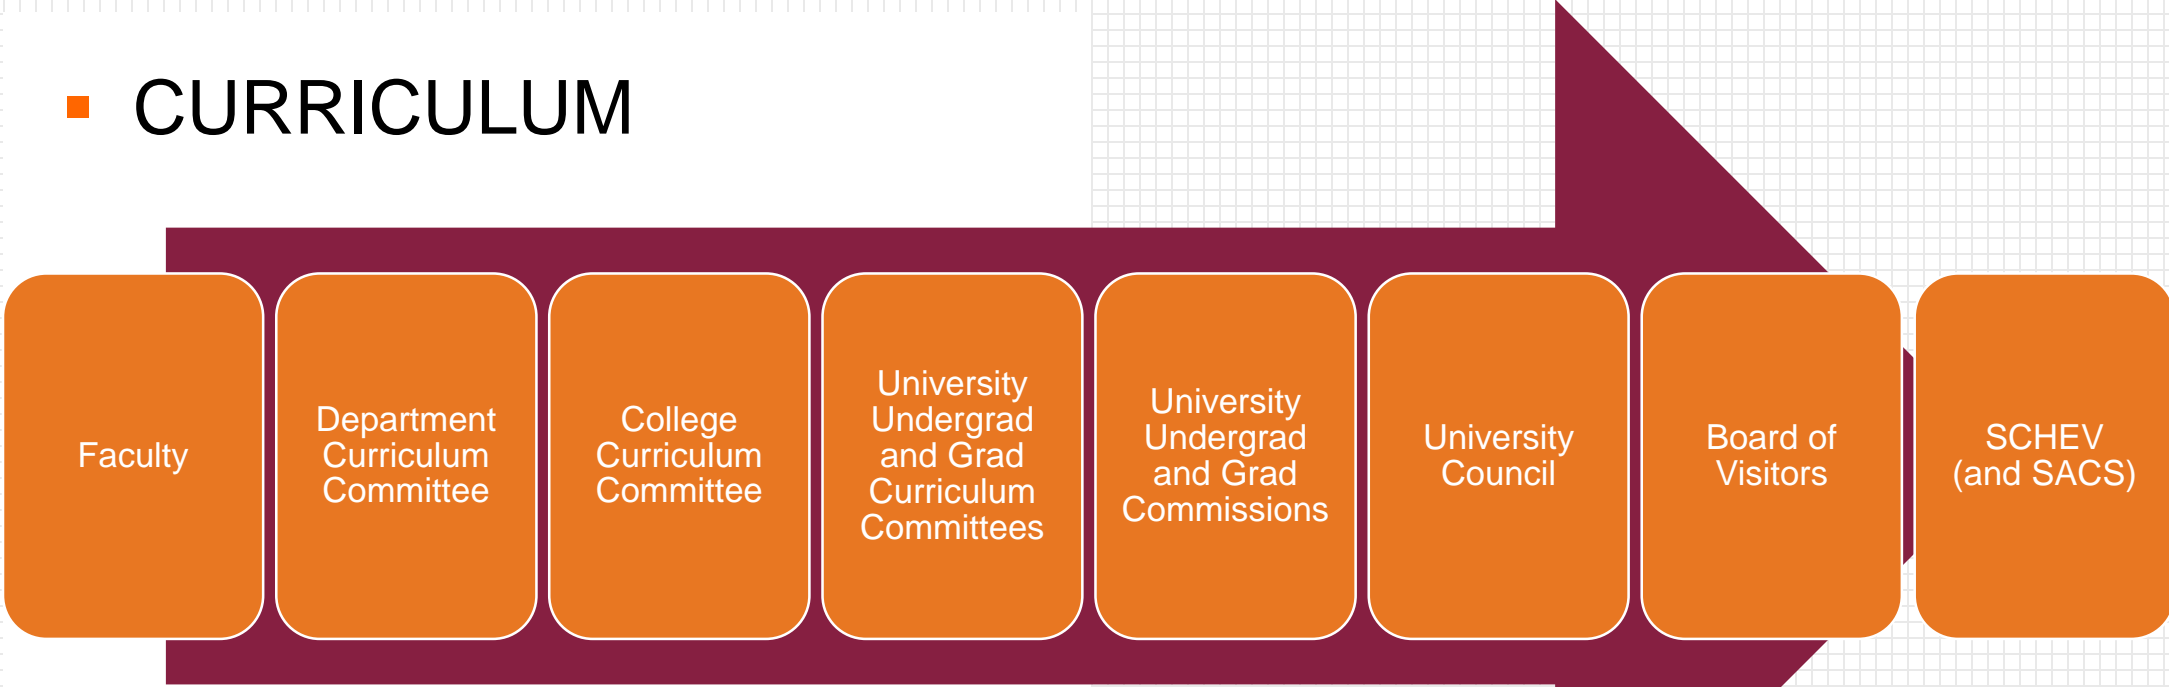 CURRICULUM
Faculty
Department
Curriculum
Committee
College
Curriculum
Committee
University
Undergrad
and Grad
Curriculum
Committees
University
Undergrad
and Grad
Commissions
University
Council
Board of
Visitors
SCHEV
(and SACS)